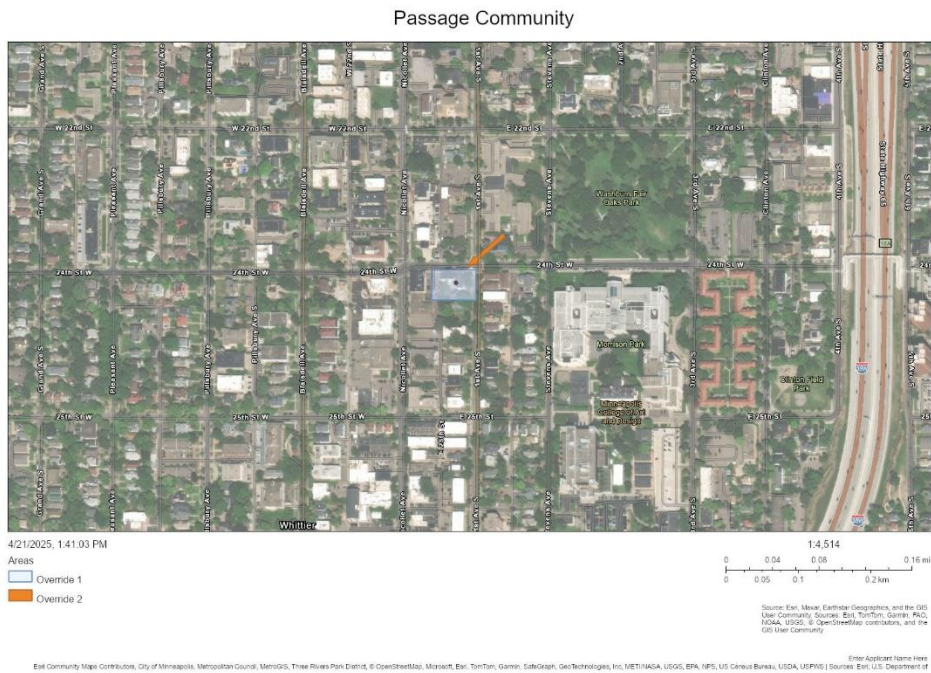 Passage Community
Grand Ave S
Pleasant Ave
Pillsbury Ave
Pillsbury Ave
Blaisdell Ave
Nicollet Ave
1st Ave S
Stevens Ave
3rd Ave S
Clinton Ave
4th Ave S
W 22nd St
W 22nd St
E 22nd St
E 22nd St
Washburn Fair
Oaks Park
24th St W
24th St W
24th St W
24th St W
24th St W
Morrison Park
Clinton Field
Park
Minneapolis
College of Art
and Design
25th St W
25th St W
25th St W
E 25th St
E 25th St
E 25th St
Whittier
4/21/2025, 1:41:03 PM
Areas
Override 1
Override 2
1:4,514
0 0.04 0.08 0.16 mi
0 0.05 0.1 0.2 km
Source: Esri, Maxar, Earthstar Geographics, and the GIS
User Community, Sources: Esri, TomTom, Garmin, FAO,
NOAA, USGS, © OpenStreetMap contributors, and the
GIS User Community
Enter Applicant Name Here
Esri Community Maps Contributors, City of Minneapolis, Metropolitan Council, MetroGIS, Three Rivers Park District, © OpenStreetMap, Microsoft, Esri, TomTom, Garmin, SafeGraph, GeoTechnologies, Inc, METI/NASA, USGS, EPA, NPS, US Census Bureau, USDA, USFWS | Sources: Esri; U.S. Department of